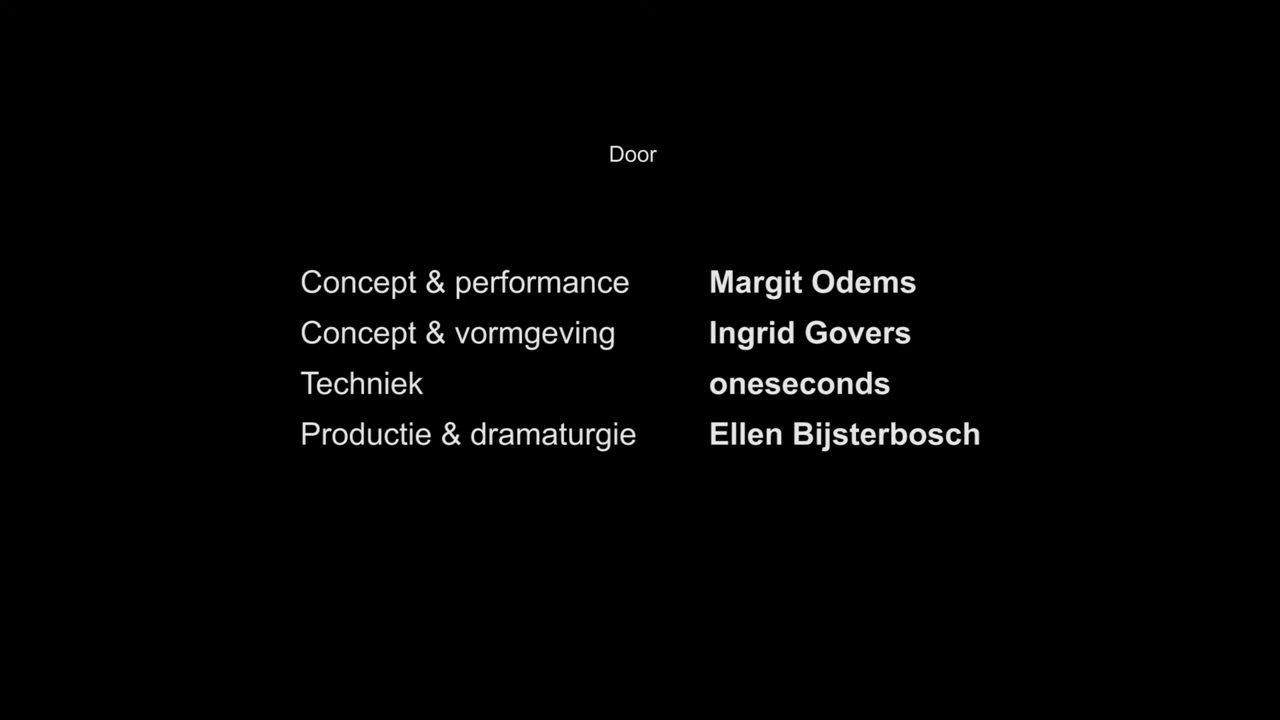 Door
Concept & performance Margit Odems
Concept & vormgeving Ingrid Govers
Techniek oneseconds
Productie & dramaturgie Ellen Bijsterbosch